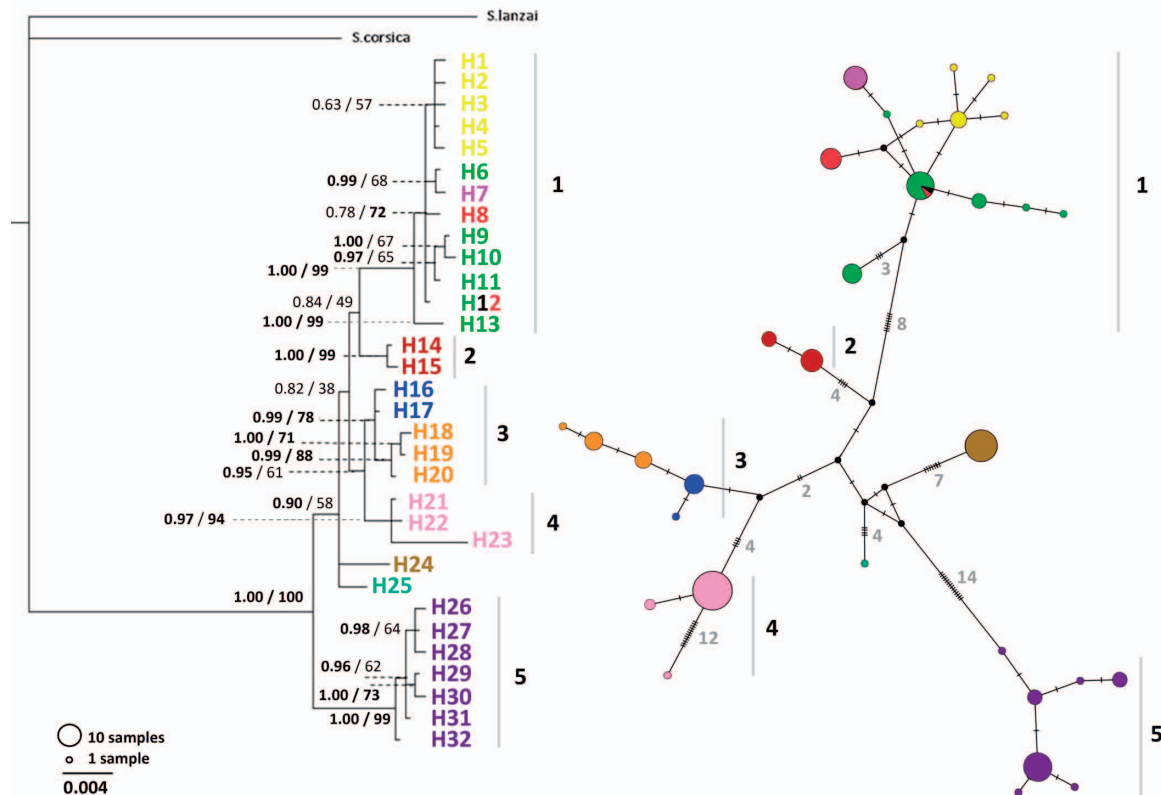 S.lanzai
S.corsica
H1
H2
0.63 / 57
H3
H4
H5
H6
0.99 / 68
H7
1
0.78 / 72
H8
1.00 / 67
H9
0.97 / 65
H10
1.00 / 99
H11
0.84 / 49
H12
1.00 / 99
H13
1.00 / 99
H14
H15
2
0.82 / 38
H16
0.99 / 78
H17
1.00 / 71
H18
3
0.99 / 88
H19
0.95 / 61
H20
0.90 / 58
H21
0.97 / 94
H22
4
H23
H24
H25
1.00 / 100
H26
0.98 / 64
H27
H28
0.96 / 62
H29
5
1.00 / 73
H30
1.00 / 99
H31
H32
10 samples
1 sample
0.004
1
3
8
2
4
3
7
2
4
4
14
12
4
5